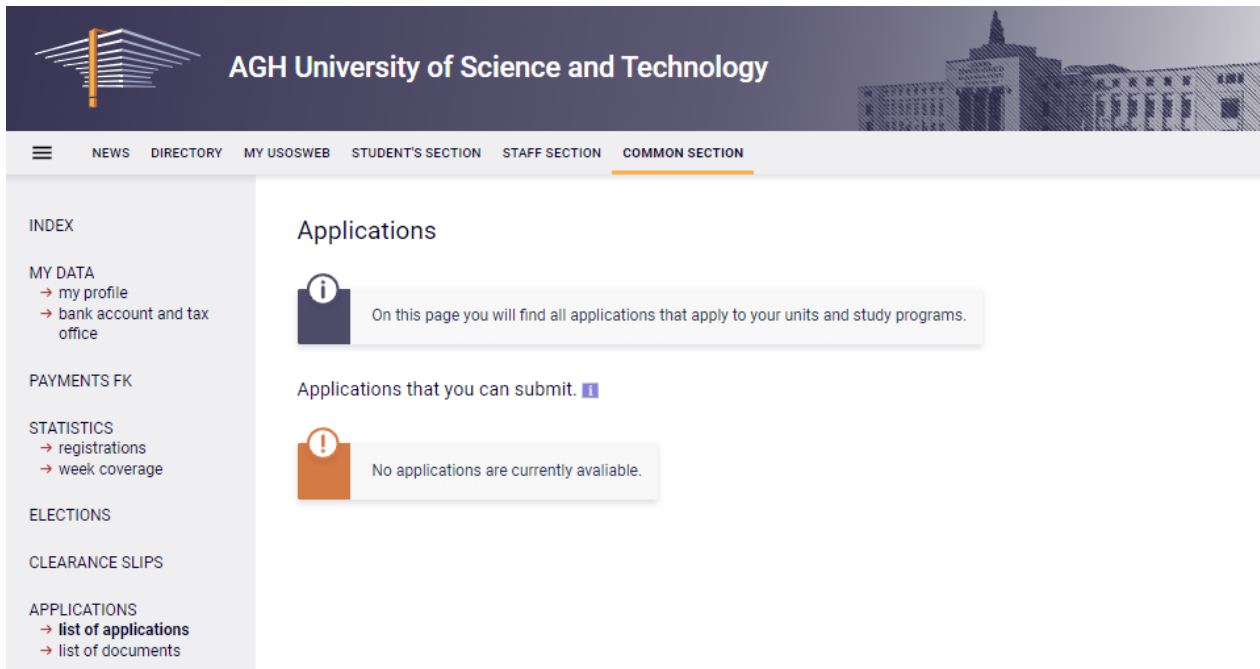 AGH University of Science and Technology
NEWS DIRECTORY MY USOSWEB STUDENT'S SECTION STAFF SECTION COMMON SECTION
INDEX
MY DATA
→ my profile
→ bank account and tax
office
PAYMENTS FK
STATISTICS
→ registrations
→ week coverage
ELECTIONS
CLEARANCE SLIPS
APPLICATIONS
→ list of applications
→ list of documents
Applications
On this page you will find all applications that apply to your units and study programs.
Applications that you can submit. i
No applications are currently avaliable.